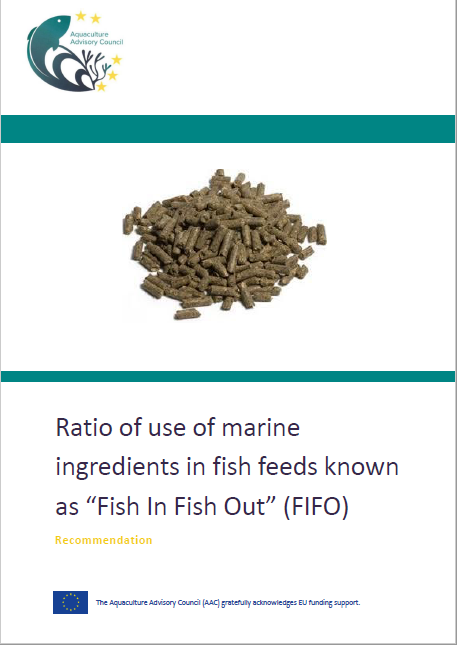 Aquaculture
Advisory Council
Ratio of use of marine
ingredients in fish feeds known
as “Fish In Fish Out” (FIFO)
Recommendation
The Aquaculture Advisory Council (AAC) gratefully acknowledges EU funding support.